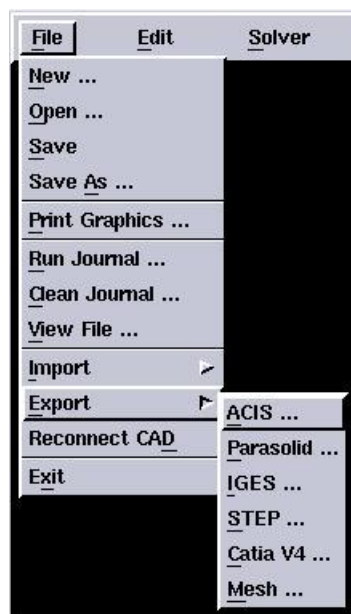 File Edit Solver
New ...
Open ...
Save
Save As ...
Print Graphics ...
Run Journal ...
Clean Journal ...
View File ...
Import
Export
Reconnect CAD
Exit
ACIS ...
Parasolid ...
IGES ...
STEP ...
Catia V4 ...
Mesh ...